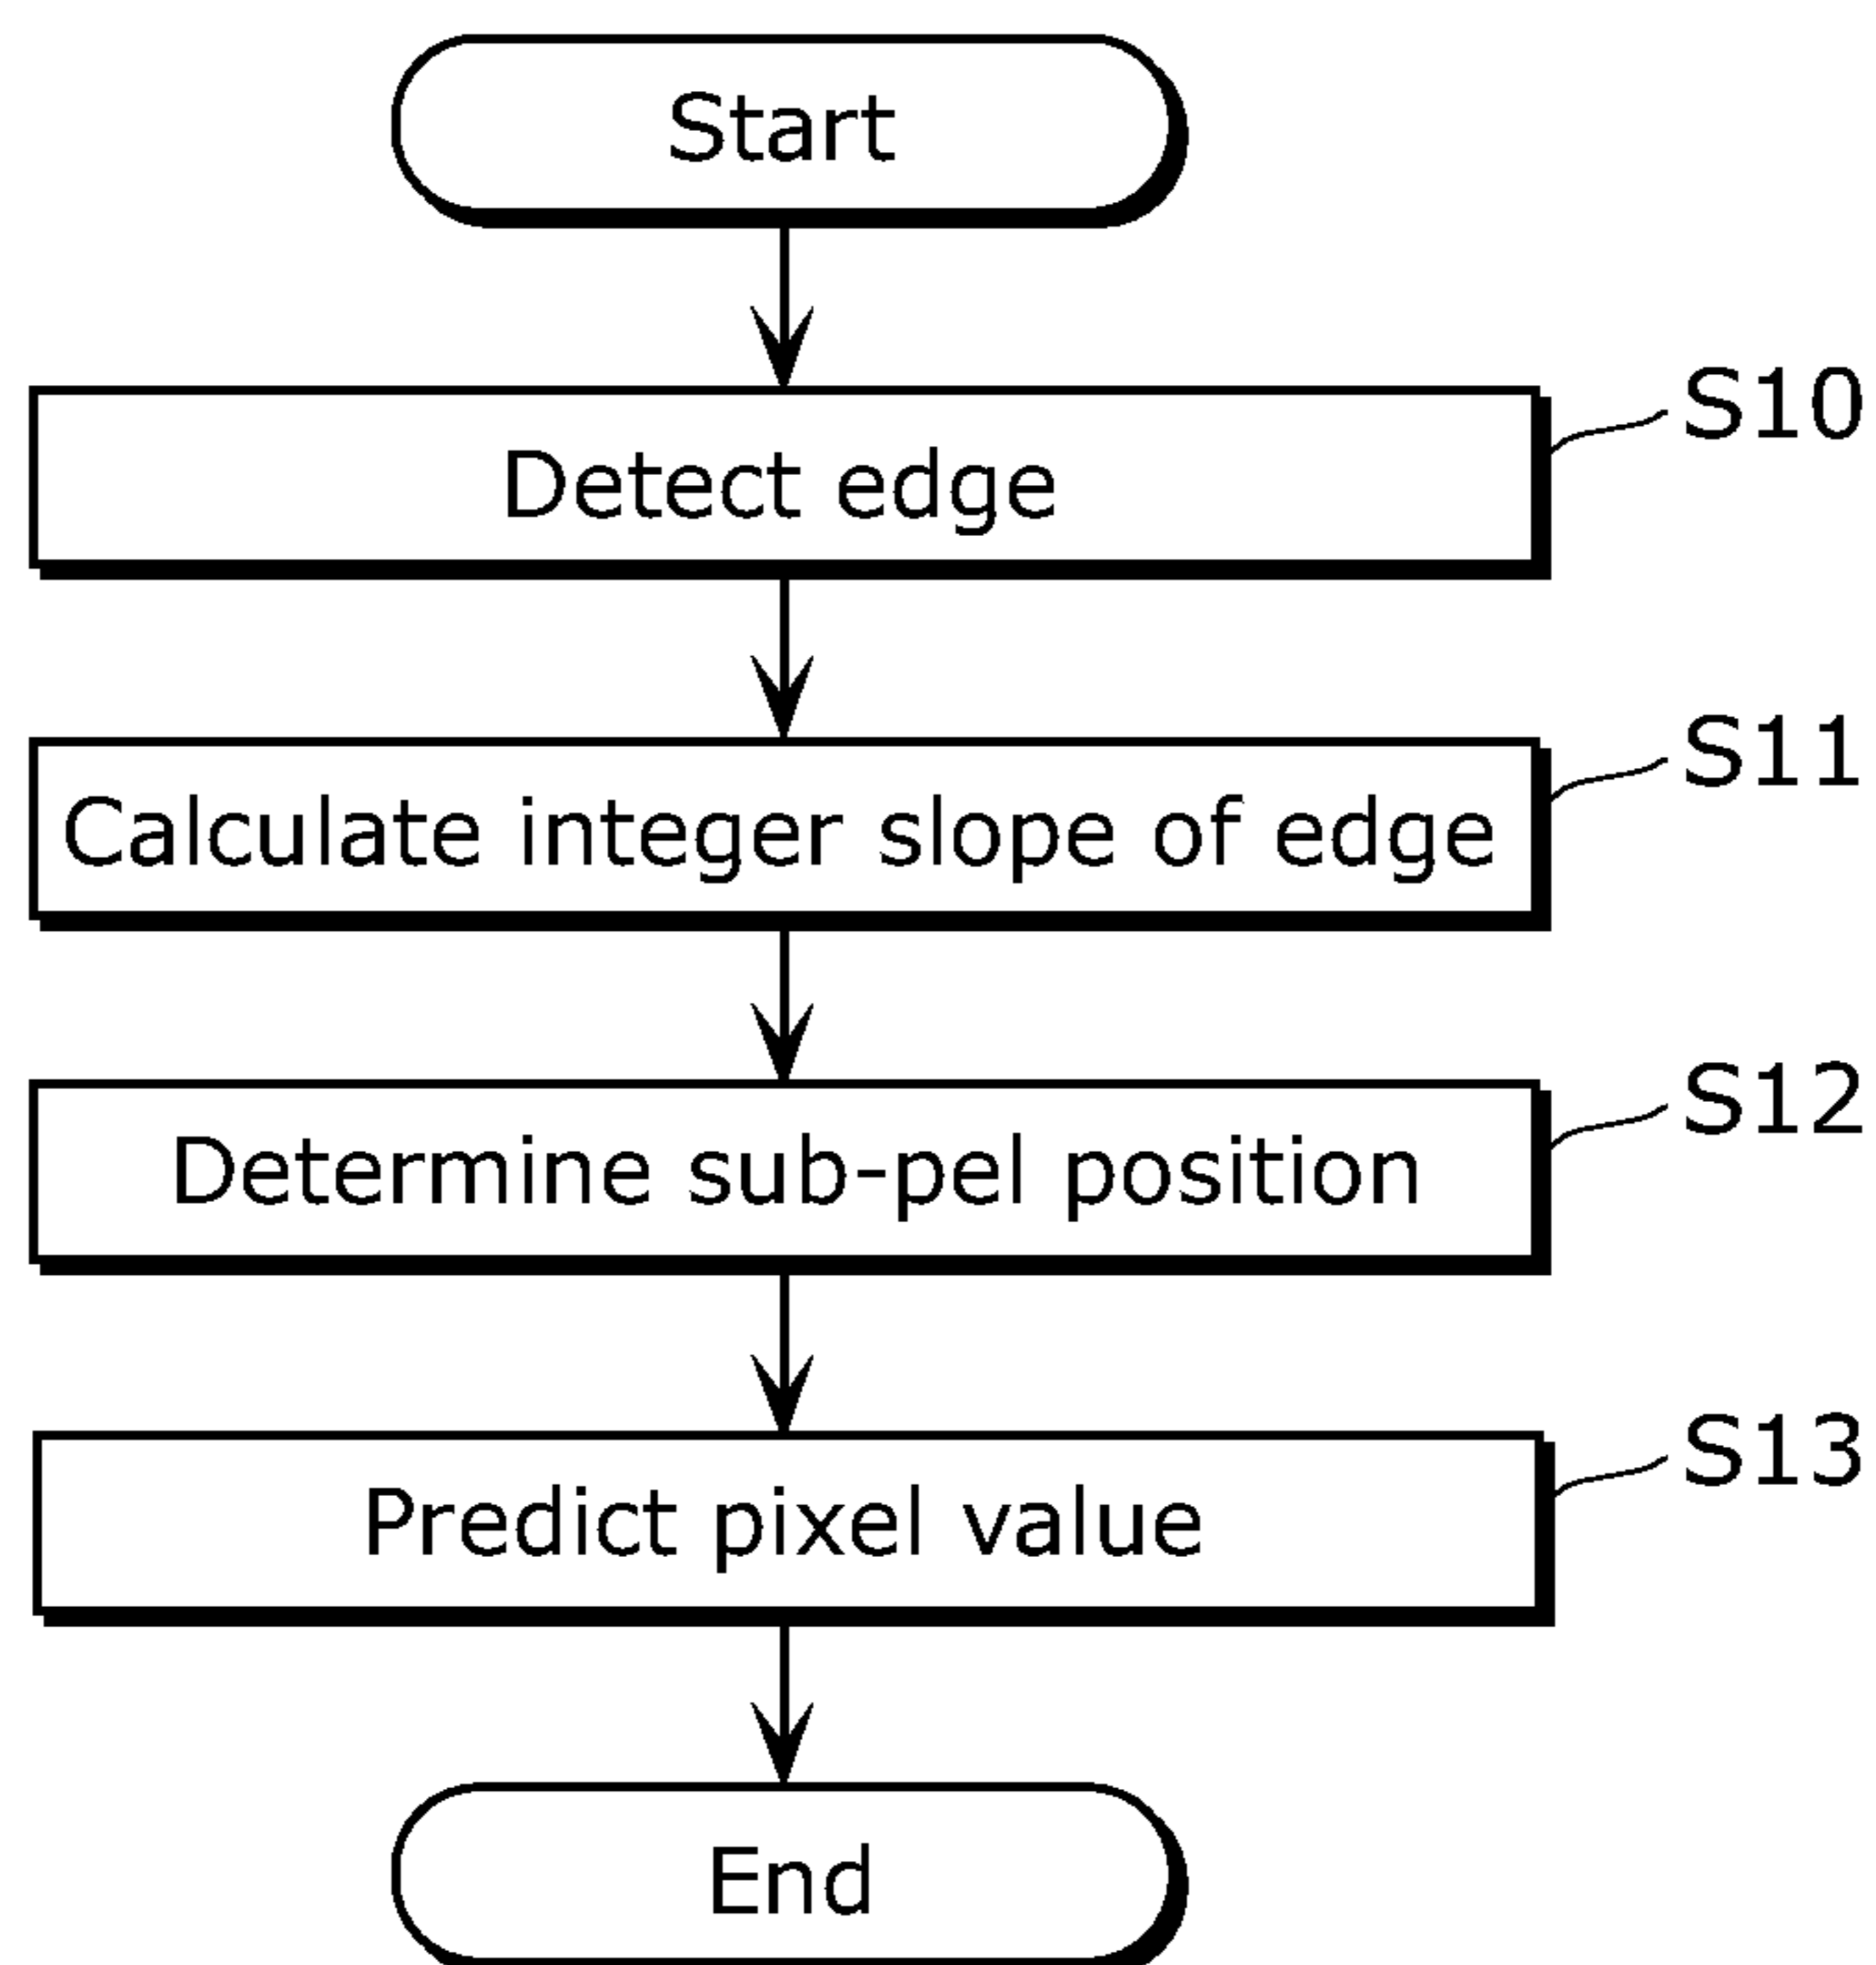 Start
Detect edge
S10
Calculate integer slope of edge
S11
Determine sub-pel position
S12
Predict pixel value
S13
End